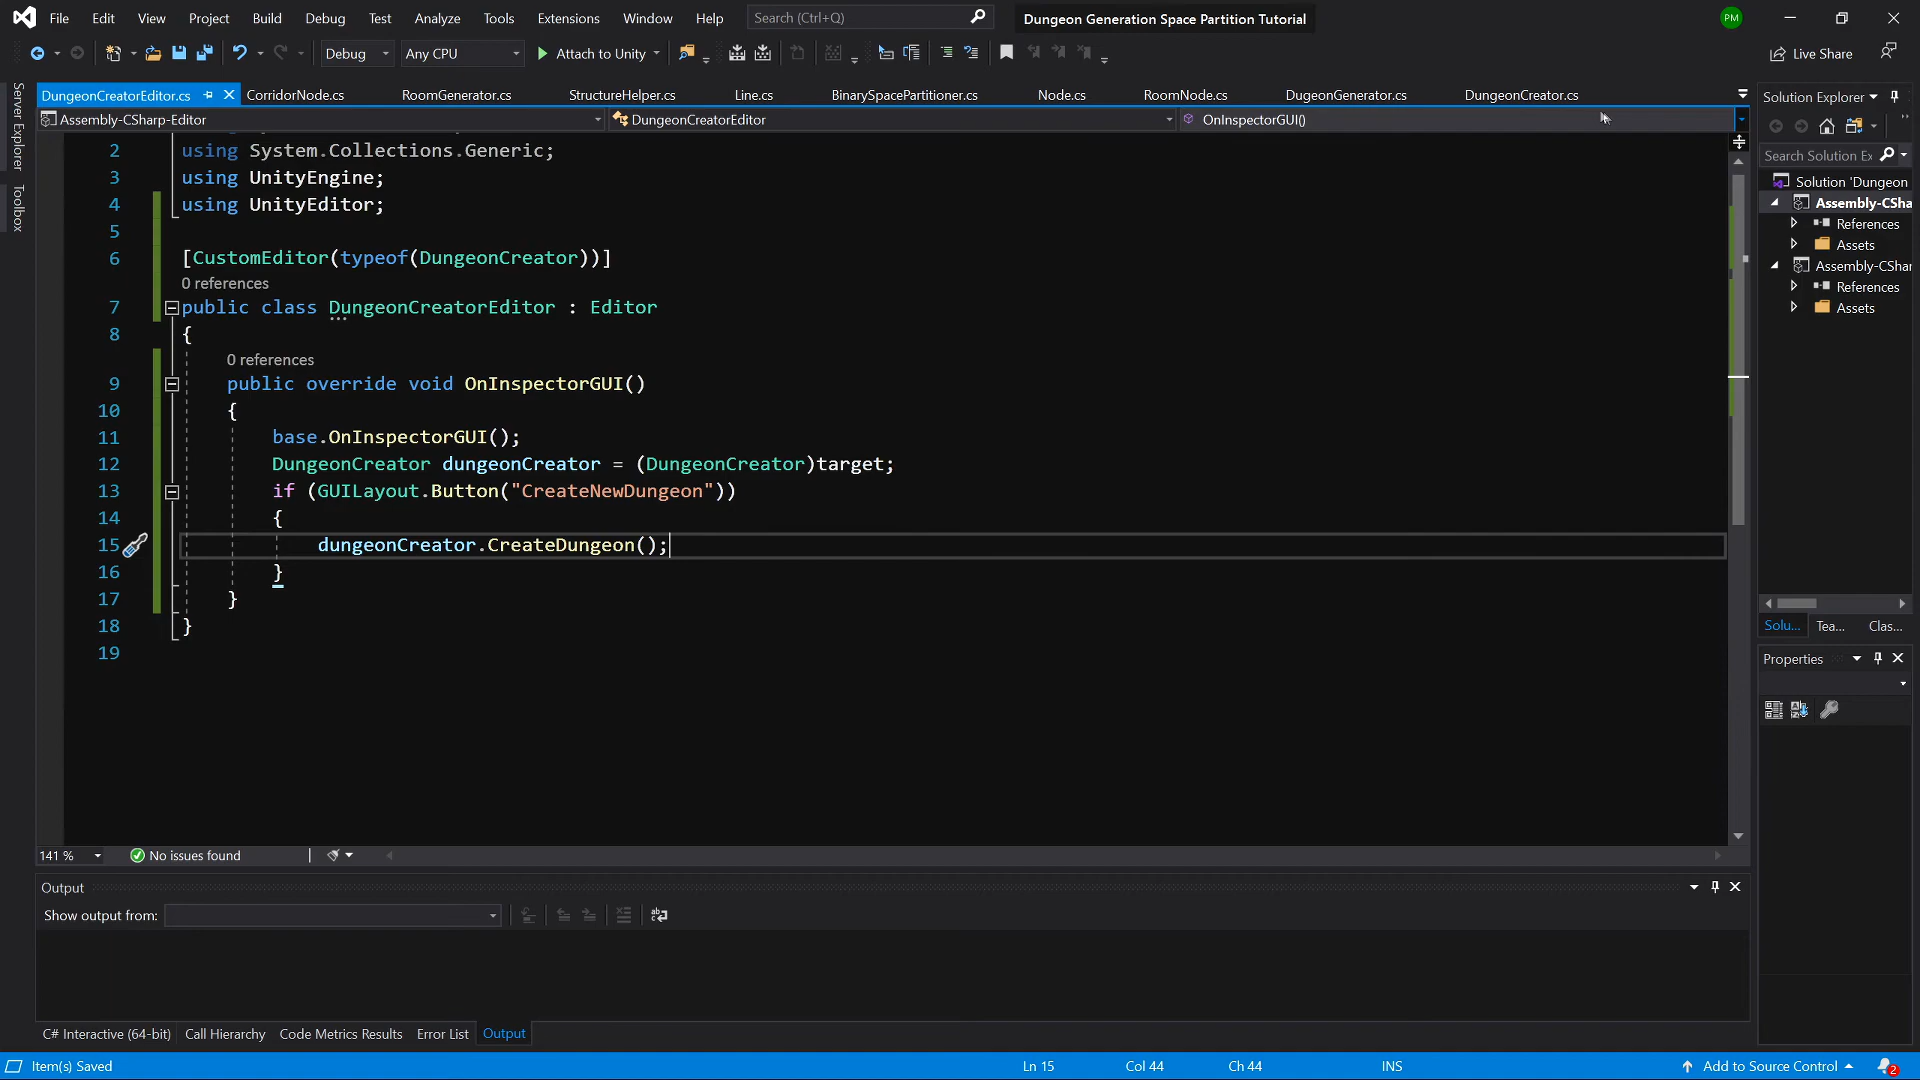 File Edit View Project Build Debug Test Analyze Tools Extensions Window Help Search (Ctrl+Q) Dungeon Generation Space Partition Tutorial PM
Debug Any CPU Attach to Unity Live Share
DungeonCreatorEditor.cs CorridorNode.cs RoomGenerator.cs StructureHelper.cs Line.cs BinarySpacePartitioner.cs Node.cs RoomNode.cs DugeonGenerator.cs DungeonCreator.cs
Assembly-CSharp-Editor DungeonCreatorEditor OnInspectorGUI()
Server Explorer
Toolbox
2 using System.Collections.Generic;
3 using UnityEngine;
4 using UnityEditor;
5
6 [CustomEditor(typeof(DungeonCreator))]
0 references
7 public class DungeonCreatorEditor : Editor
8 {
0 references
9 public override void OnInspectorGUI()
10 {
11 base.OnInspectorGUI();
12 DungeonCreator dungeonCreator = (DungeonCreator)target;
13 if (GUILayout.Button("CreateNewDungeon"))
14 {
15 dungeonCreator.CreateDungeon();
16 }
17 }
18 }
19
141 % No issues found
Output
Show output from:
C# Interactive (64-bit) Call Hierarchy Code Metrics Results Error List Output
Solution Explorer
Search Solution Ex
Solution 'Dungeon
Assembly-CSha
References
Assets
Assembly-CShar
References
Assets
Solu... Tea... Clas...
Properties
Item(s) Saved Ln 15 Col 44 Ch 44 INS Add to Source Control 2